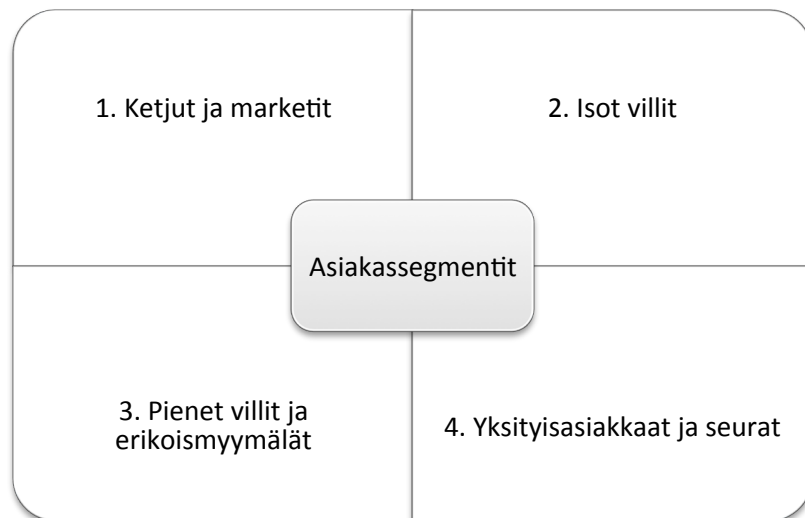 1. Ketjut ja marketit
2. Isot villit
Asiakassegmentit
3. Pienet villit ja
erikoismyymälät
4. Yksityisasiakkaat ja seurat